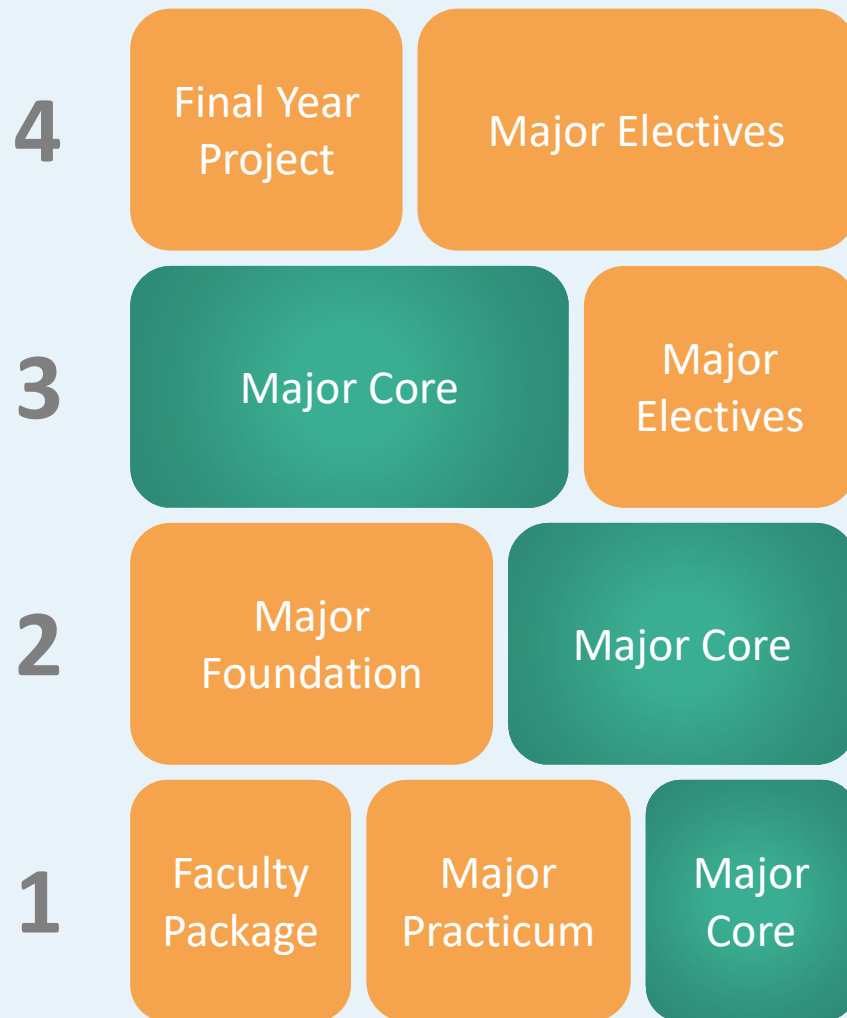 4
Final Year
Project
Major Electives
3
Major Core
Major
Electives
2
Major
Foundation
Major Core
1
Faculty
Package
Major
Practicum
Major
Core